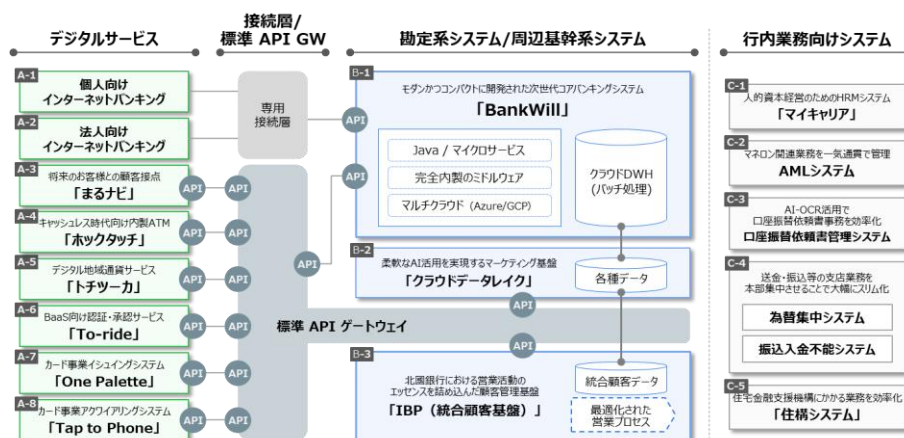 デジタルサービス
接続層/
標準 API GW
勘定系システム/周辺基幹系システム
行内業務向けシステム
A-1
個人向け
インターネットバンキング
A-2
法人向け
インターネットバンキング
A-3
将来のお客様との顧客接点
「まるナビ」
API
API
A-4
キャッシュレス時代向け内製ATM
「ホックタッチ」
API
API
A-5
デジタル地域通貨サービス
「トチツーカ」
API
API
A-6
BaaS向け認証・承認サービス
「To-ride」
API
API
A-7
カード事業イシュイングシステム
「One Palette」
API
API
A-8
カード事業アクワイアリングシステム
「Tap to Phone」
API
API
専用
接続層
API
API
API
標準 API ゲートウェイ
API
API
B-1
モダンかつコンパクトに開発された次世代コアバンキングシステム
「BankWill」
Java / マイクロサービス
完全内製のミドルウェア
マルチクラウド（Azure/GCP）
クラウドDWH
(バッチ処理)
B-2
柔軟なAI活用を実現するマーケティング基盤
「クラウドデータレイク」
各種データ
B-3
北國銀行における営業活動の
エッセンスを詰め込んだ顧客管理基盤
「IBP（統合顧客基盤）」
統合顧客データ
最適化された
営業プロセス
C-1
人的資本経営のためのHRMシステム
「マイキャリア」
C-2
マネロン関連業務を一気通貫で管理
AMLシステム
C-3
AI-OCR活用で
口座振替依頼書事務を効率化
口座振替依頼書管理システム
C-4
送金・振込等の支店業務を
本部集中させることで大幅にスリム化
為替集中システム
振込入金不能システム
C-5
住宅金融支援機構にかかる業務を効率化
「住構システム」